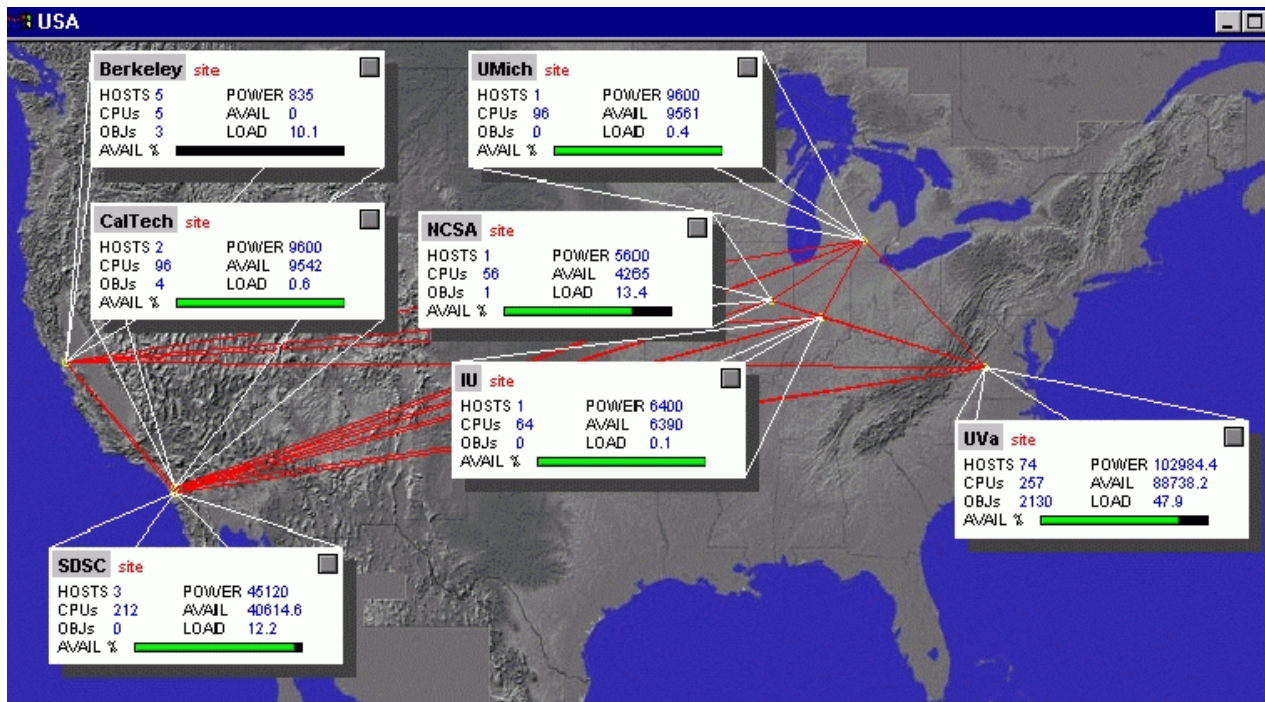 USA
Berkeley site
HOSTS 5 POWER 835
CPUs 5 AVAIL 0
OBJs 3 LOAD 10.1
AVAIL %
UMich site
HOSTS 1 POWER 9600
CPUs 96 AVAIL 9561
OBJs 0 LOAD 0.4
AVAIL %
CalTech site
HOSTS 2 POWER 9600
CPUs 96 AVAIL 9542
OBJs 4 LOAD 0.6
AVAIL %
NCSA site
HOSTS 1 POWER 5600
CPUs 56 AVAIL 4265
OBJs 1 LOAD 13.4
AVAIL %
IU site
HOSTS 1 POWER 6400
CPUs 64 AVAIL 6390
OBJs 0 LOAD 0.1
AVAIL %
UVa site
HOSTS 74 POWER 102984.4
CPUs 257 AVAIL 88738.2
OBJs 2130 LOAD 47.9
AVAIL %
SDSC site
HOSTS 3 POWER 45120
CPUs 212 AVAIL 40614.6
OBJs 0 LOAD 12.2
AVAIL %